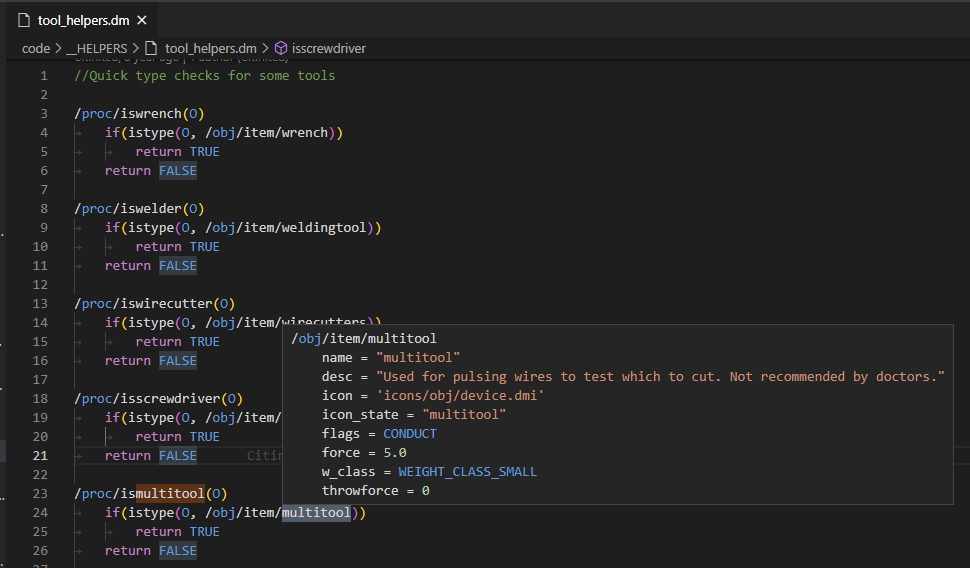 tool_helpers.dm
code > __HELPERS > tool_helpers.dm > isscrewdriver
1 //Quick type checks for some tools
2
3 /proc/iswrench(O)
4 if(istype(O, /obj/item/wrench))
5 return TRUE
6 return FALSE
7
8 /proc/iswelder(O)
9 if(istype(O, /obj/item/weldingtool))
10 return TRUE
11 return FALSE
12
13 /proc/iswirecutter(O)
14 if(istype(O, /obj/item/wirecutters))
15 return TRUE
16 return FALSE
17
18 /proc/isscrewdriver(O)
19 if(istype(O, /obj/item/
20 return TRUE
21 return FALSE
22
23 /proc/ismultitool(O)
24 if(istype(O, /obj/item/multitool))
25 return TRUE
26 return FALSE
27
/obj/item/multitool
name = "multitool"
desc = "Used for pulsing wires to test which to cut. Not recommended by doctors."
icon = 'icons/obj/device.dmi'
icon_state = "multitool"
flags = CONDUCT
force = 5.0
w_class = WEIGHT_CLASS_SMALL
throwforce = 0